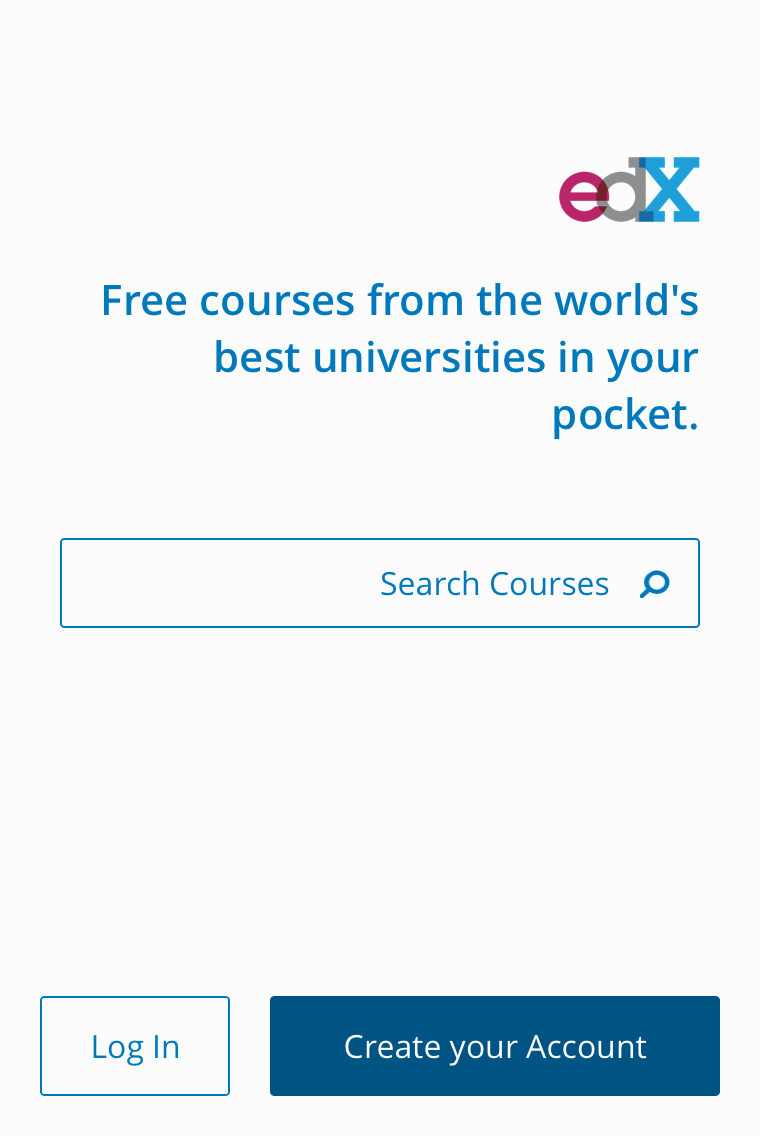 edX
Free courses from the world's
best universities in your
pocket.
Search Courses
Log In
Create your Account